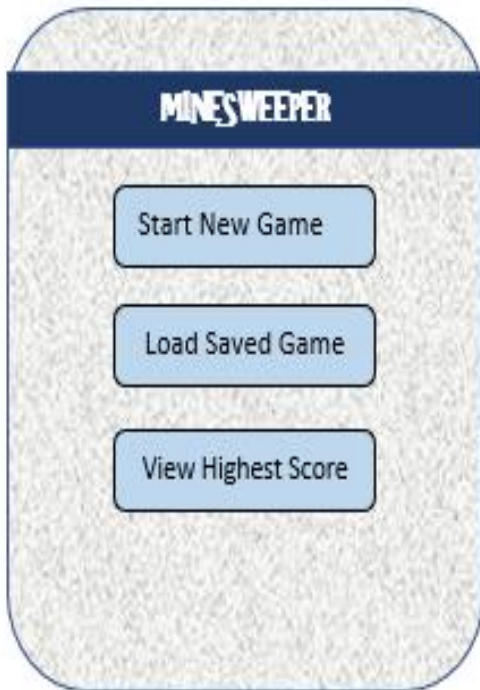 MINESWEEPER
Start New Game
Load Saved Game
View Highest Score